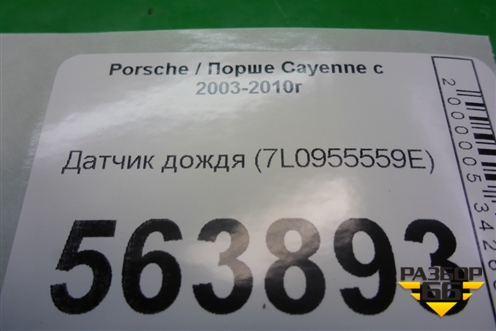 Porsche / Порше Cayenne с
2003-2010г
Датчик дождя (7L0955559E)
563893
РАЗБОР
66